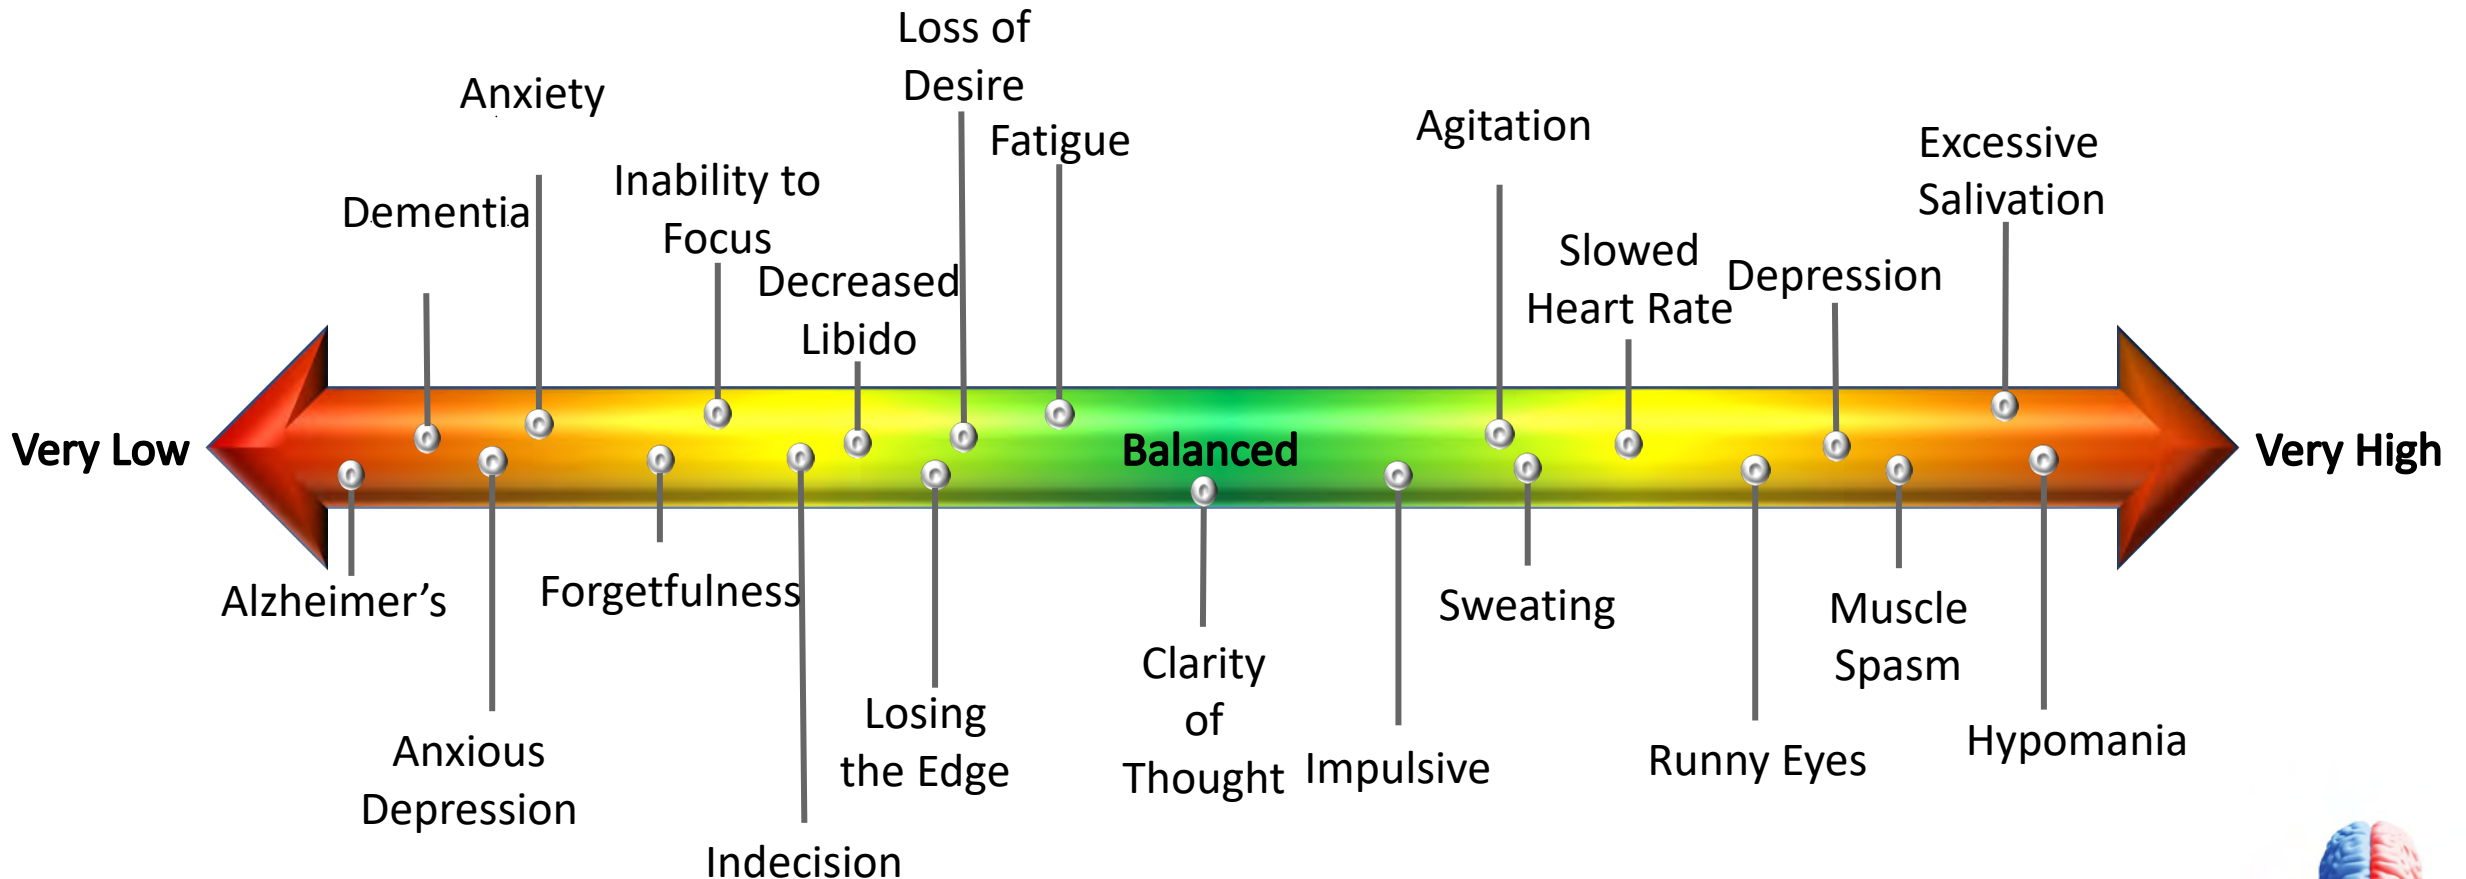 Loss of
Desire
Anxiety
Fatigue
Agitation
Excessive
Salivation
Inability to
Focus
Dementia
Slowed
Heart Rate
Depression
Decreased
Libido
Very Low
Balanced
Very High
Alzheimer’s
Forgetfulness
Sweating
Muscle
Spasm
Clarity
of
Thought
Losing
the Edge
Anxious
Depression
Impulsive
Runny Eyes
Hypomania
Indecision